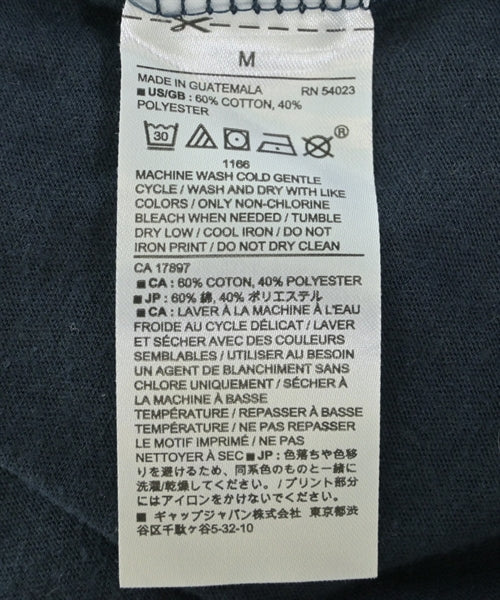 M
MADE IN GUATEMALA RN 54023
■ US/GB : 60% COTTON, 40%
POLYESTER
30
®
1166
MACHINE WASH COLD GENTLE
CYCLE / WASH AND DRY WITH LIKE
COLORS / ONLY NON-CHLORINE
BLEACH WHEN NEEDED / TUMBLE
DRY LOW / COOL IRON / DO NOT
IRON PRINT / DO NOT DRY CLEAN
CA 17897
■ CA : 60% COTON, 40% POLYESTER
■ JP : 60% 綿, 40% ポリエステル
■ CA : LAVER À LA MACHINE À L'EAU
FROIDE AU CYCLE DÉLICAT / LAVER
ET SÉCHER AVEC DES COULEURS
SEMBLABLES / UTILISER AU BESOIN
UN AGENT DE BLANCHIMENT SANS
CHLORE UNIQUEMENT / SÉCHER À
LA MACHINE À BASSE
TEMPÉRATURE / REPASSER À BASSE
TEMPÉRATURE / NE PAS REPASSER
LE MOTIF IMPRIMÉ / NE PAS
NETTOYER À SEC ■ JP : 色落ちや色移
りを避けるため、同系色のものと一緒に
洗濯/乾燥してください。/ プリント部分
にはアイロンをかけないでください
■ ギャップジャパン株式会社 東京都渋
谷区千駄ヶ谷5-32-10